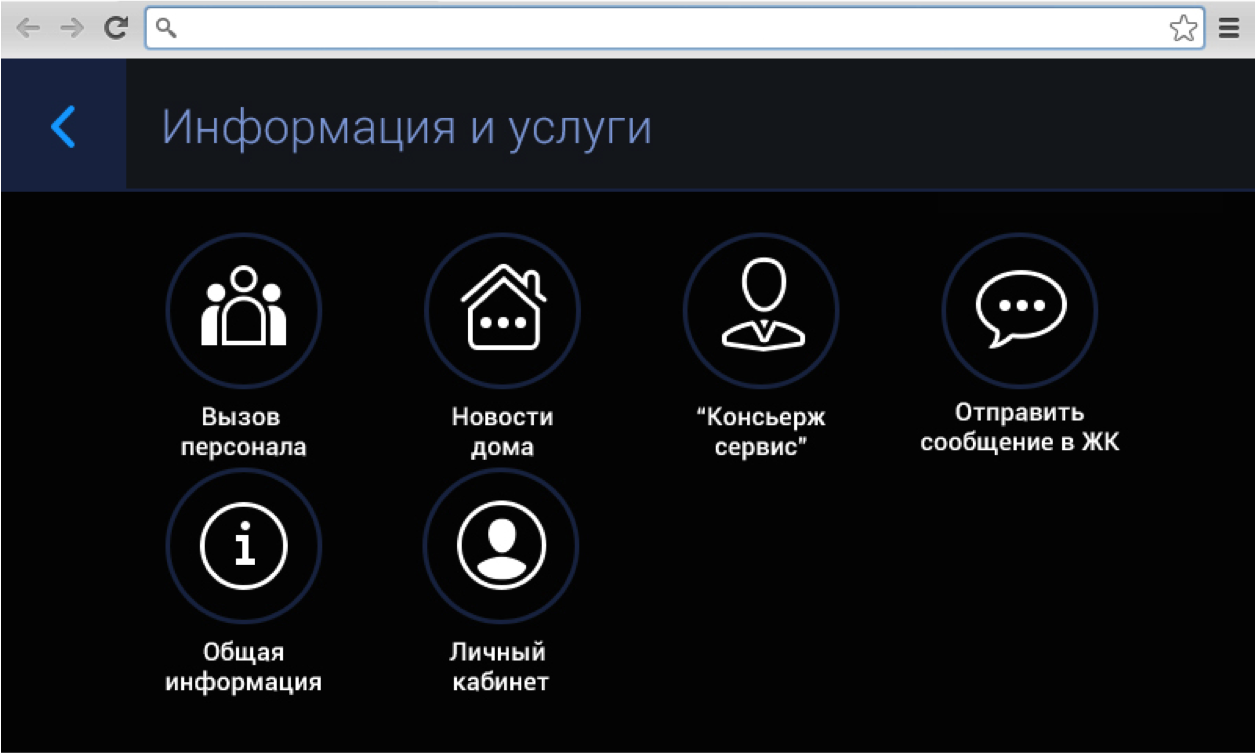 Информация и услуги
Вызов
персонала
Новости
дома
“Консьерж
сервис”
Отправить
сообщение в ЖК
Общая
информация
Личный
кабинет